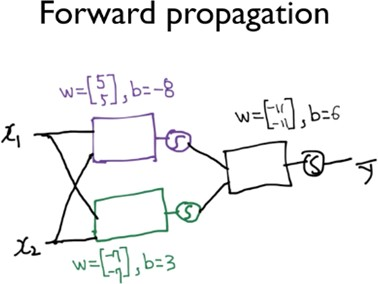 Forward propagation
w=[5 5], b=-8
w=[-11 -11], b=6
x₁
S
S
S
ȳ
x₂
w=[-7 -7], b=3